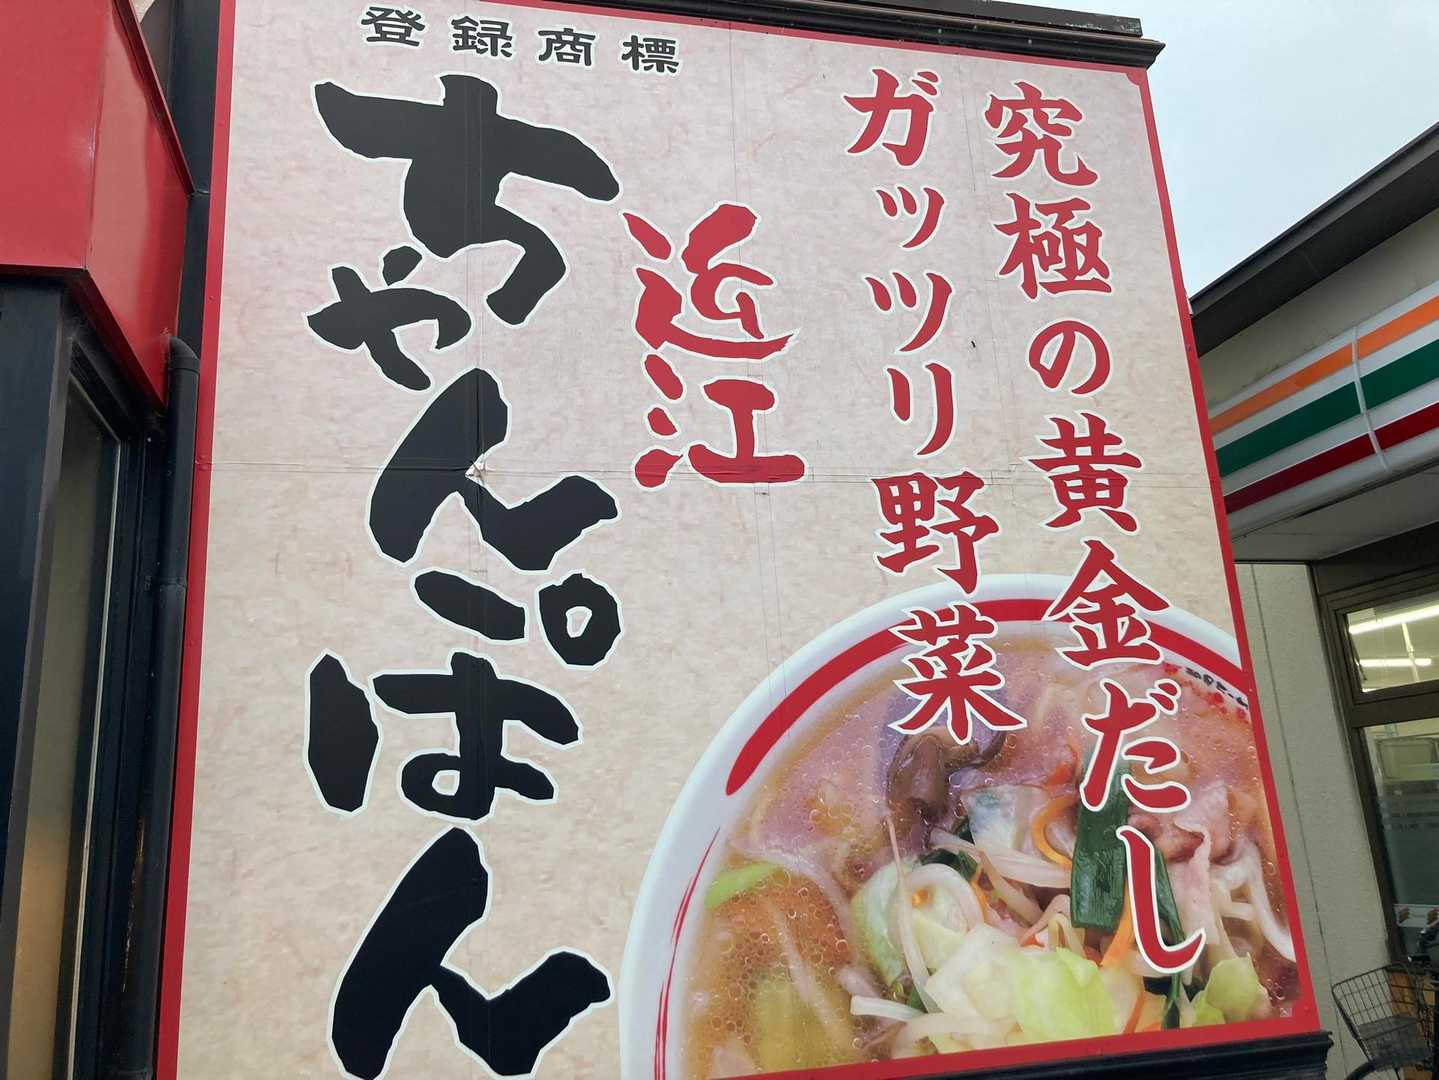 登録商標
究極の黄金だし
ガッツリ野菜
近江
ちゃんぽん